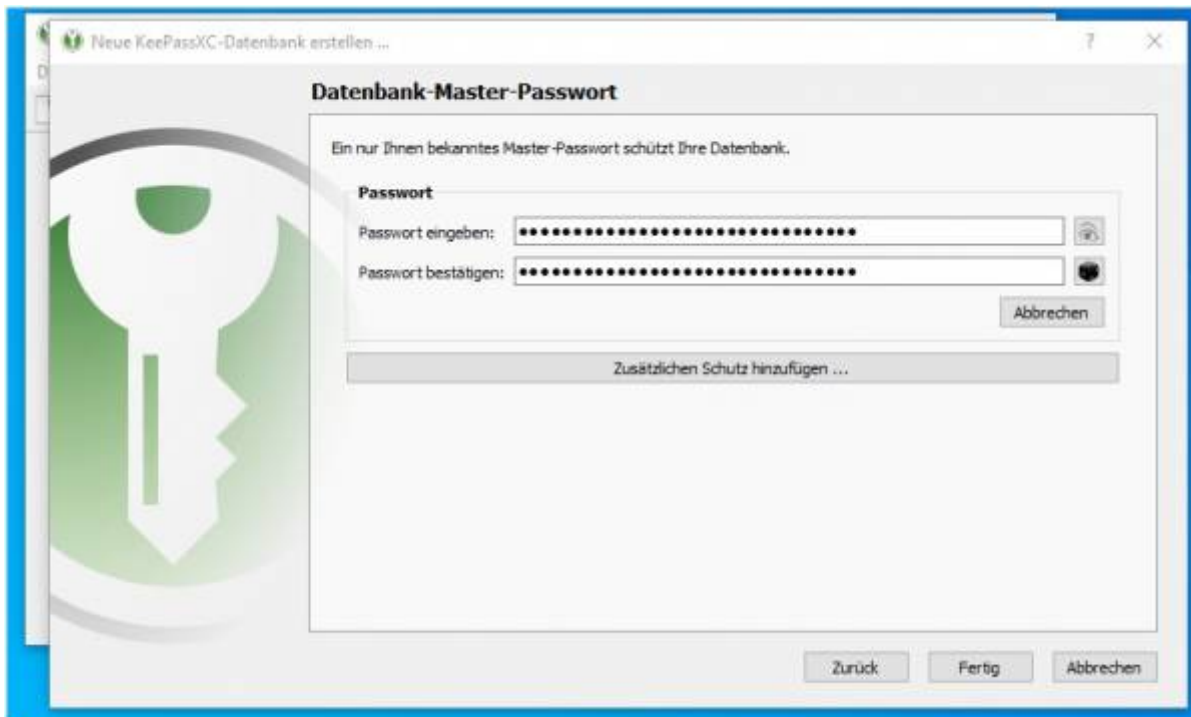 Neue KeePassXC-Datenbank erstellen ...
?
D
Datenbank-Master-Passwort
Ein nur Ihnen bekanntes Master-Passwort schützt Ihre Datenbank.
Passwort
Passwort eingeben: ●●●●●●●●●●●●●●●●●●●●●●●●●●●●●●●●
Passwort bestätigen: ●●●●●●●●●●●●●●●●●●●●●●●●●●●●●●●●
Abbrechen
Zusätzlichen Schutz hinzufügen ...
Zurück Fertig Abbrechen